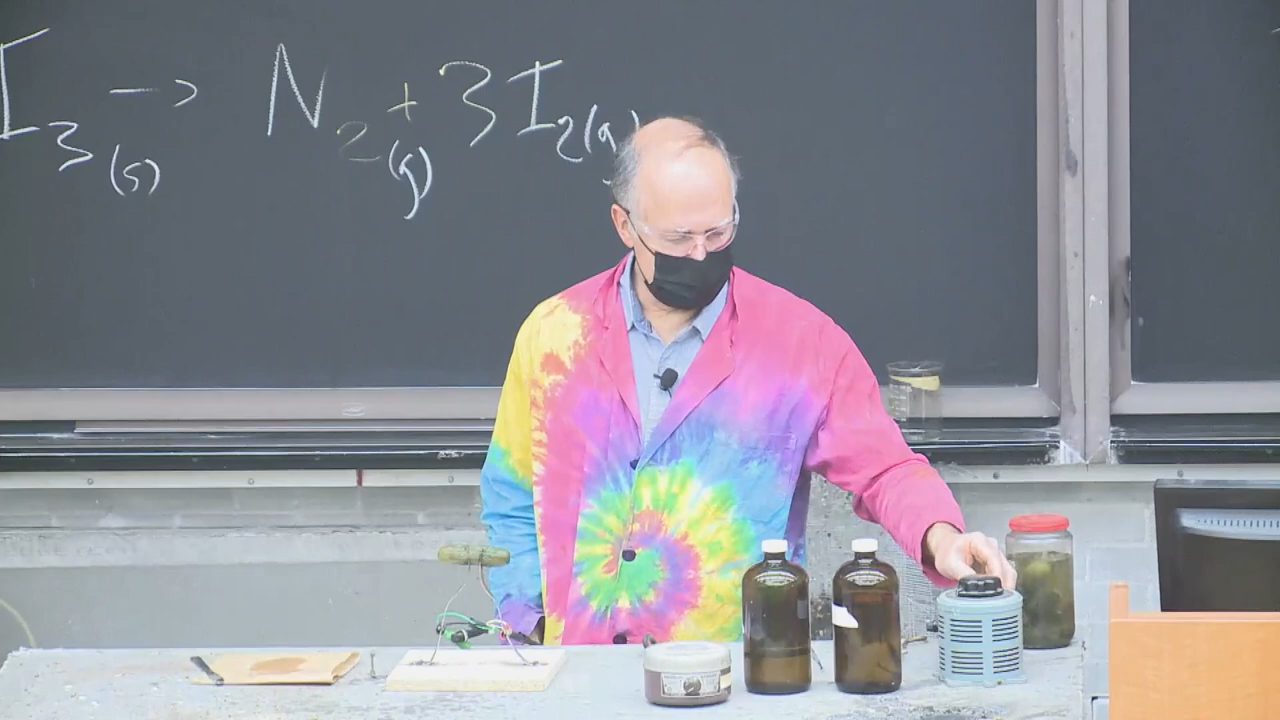 I₃(s) → N₂(g) + 3I₂(g)